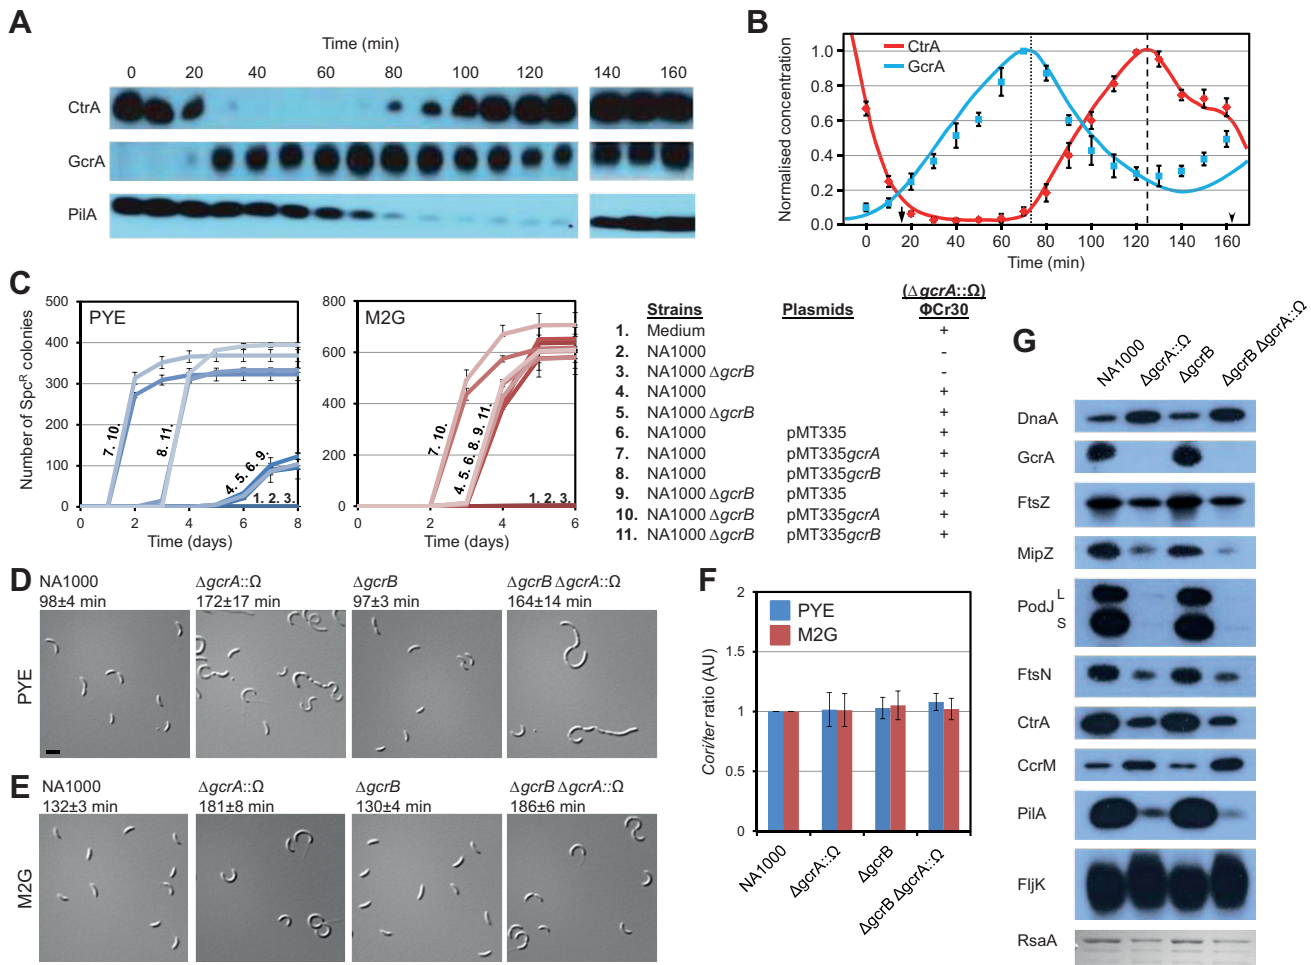 A
Time (min)
0 20 40 60 80 100 120 140 160
CtrA
GcrA
PilA
B
CtrA
GcrA
Normalised concentration
1.0
0.8
0.6
0.4
0.2
0.0
0 20 40 60 80 100 120 140 160
Time (min)
C
Number of Spcᴿ colonies
500
400
300
200
100
0
PYE
7. 10.
8. 11.
4. 5. 6. 9.
1. 2. 3.
0 2 4 6 8
Time (days)
800
600
400
200
0
M2G
7. 10.
4. 5. 6. 8. 9. 11.
1. 2. 3.
0 2 4 6
Time (days)
(ΔgcrA::Ω)
Strains Plasmids ΦCr30
1. Medium +
2. NA1000 -
3. NA1000 ΔgcrB -
4. NA1000 +
5. NA1000 ΔgcrB +
6. NA1000 pMT335 +
7. NA1000 pMT335gcrA +
8. NA1000 pMT335gcrB +
9. NA1000 ΔgcrB pMT335 +
10. NA1000 ΔgcrB pMT335gcrA +
11. NA1000 ΔgcrB pMT335gcrB +
D
NA1000 ΔgcrA::Ω ΔgcrB ΔgcrB ΔgcrA::Ω
98±4 min 172±17 min 97±3 min 164±14 min
PYE
E
NA1000 ΔgcrA::Ω ΔgcrB ΔgcrB ΔgcrA::Ω
132±3 min 181±8 min 130±4 min 186±6 min
M2G
F
Cori/ter ratio (AU)
2
1.5
1
0.5
0
PYE
M2G
NA1000 ΔgcrA::Ω ΔgcrB ΔgcrB ΔgcrA::Ω
G
NA1000 ΔgcrA::Ω ΔgcrB ΔgcrB ΔgcrA::Ω
DnaA
GcrA
FtsZ
MipZ
PodJ L
S
FtsN
CtrA
CcrM
PilA
FljK
RsaA